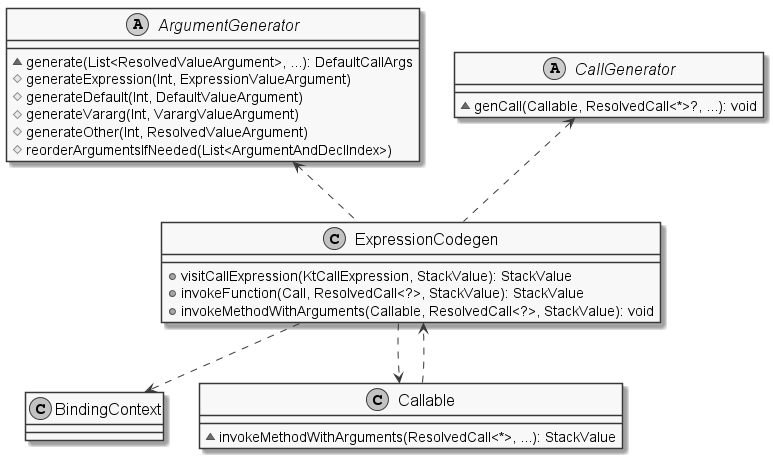 A ArgumentGenerator
generate(List<ResolvedValueArgument>, ...): DefaultCallArgs
generateExpression(Int, ExpressionValueArgument)
generateDefault(Int, DefaultValueArgument)
generateVararg(Int, VarargValueArgument)
generateOther(Int, ResolvedValueArgument)
reorderArgumentsIfNeeded(List<ArgumentAndDeclIndex>)
A CallGenerator
genCall(Callable, ResolvedCall<*>?, ...): void
C ExpressionCodegen
visitCallExpression(KtCallExpression, StackValue): StackValue
invokeFunction(Call, ResolvedCall<?>, StackValue): StackValue
invokeMethodWithArguments(Callable, ResolvedCall<?>, StackValue): void
C BindingContext
C Callable
invokeMethodWithArguments(ResolvedCall<*>, ...): StackValue